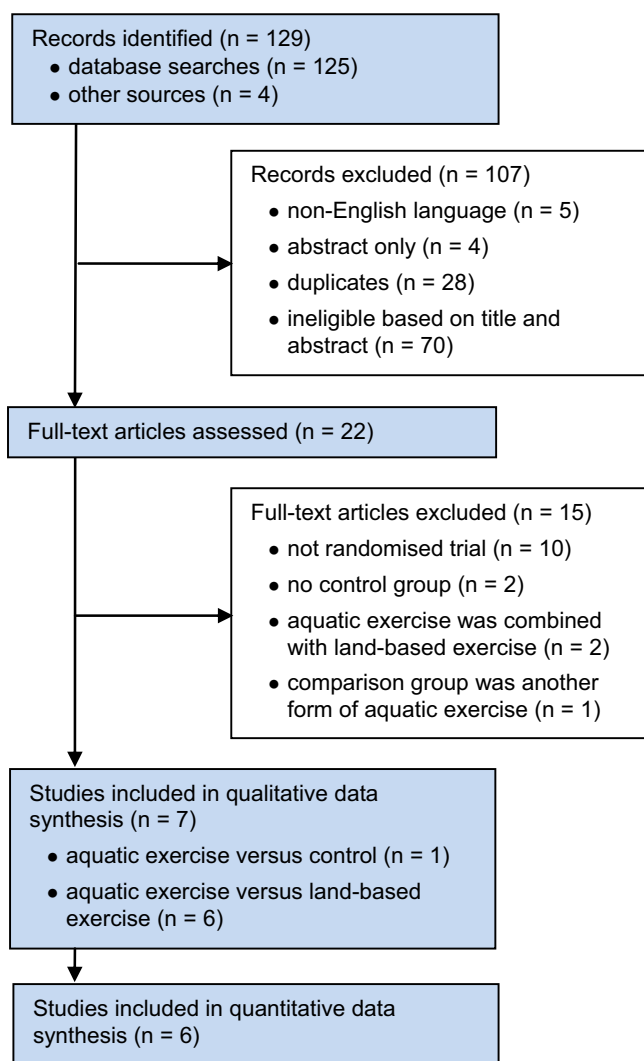 Records identified (n = 129)
● database searches (n = 125)
● other sources (n = 4)
Records excluded (n = 107)
● non-English language (n = 5)
● abstract only (n = 4)
● duplicates (n = 28)
● ineligible based on title and
abstract (n = 70)
Full-text articles assessed (n = 22)
Full-text articles excluded (n = 15)
● not randomised trial (n = 10)
● no control group (n = 2)
● aquatic exercise was combined
with land-based exercise (n = 2)
● comparison group was another
form of aquatic exercise (n = 1)
Studies included in qualitative data
synthesis (n = 7)
● aquatic exercise versus control (n = 1)
● aquatic exercise versus land-based
exercise (n = 6)
Studies included in quantitative data
synthesis (n = 6)